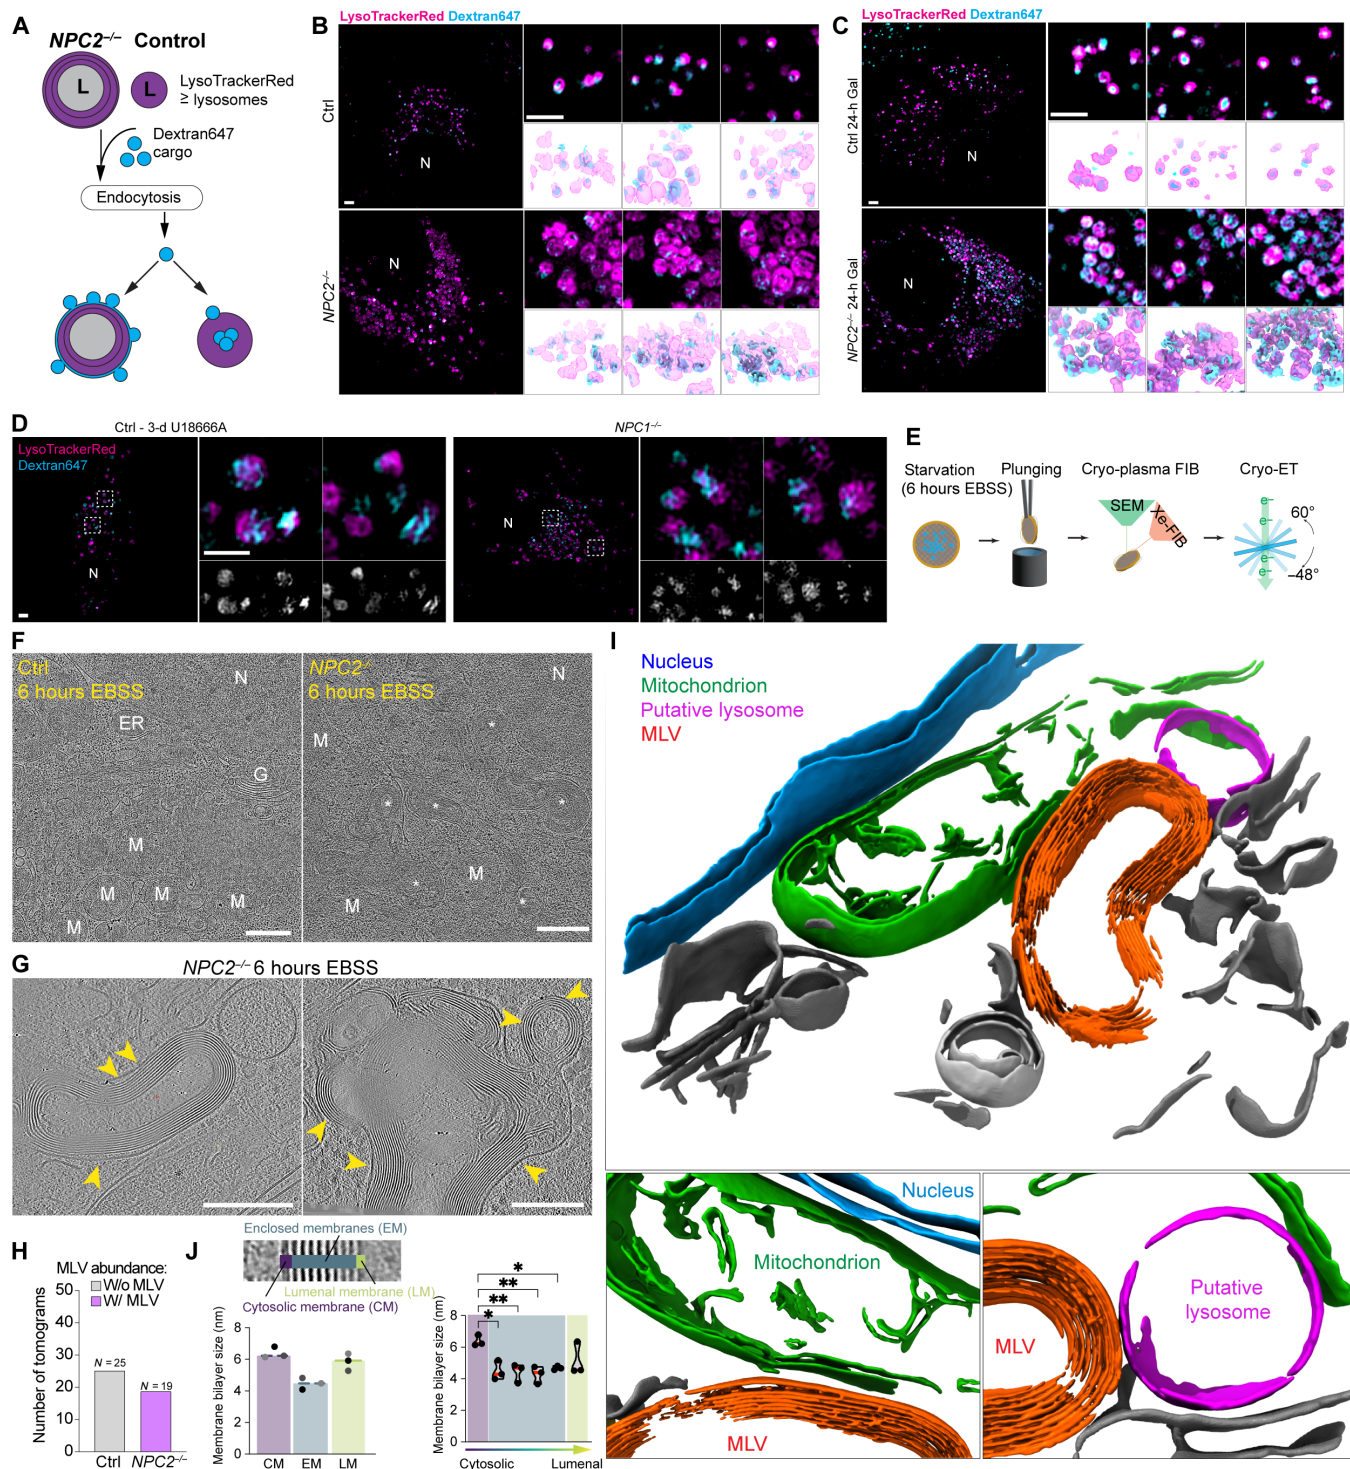 A
NPC2–/– Control
L
L
LysoTrackerRed
≥ lysosomes
Dextran647
cargo
Endocytosis
B
LysoTrackerRed Dextran647
Ctrl
N
NPC2–/–
N
C
LysoTrackerRed Dextran647
Ctrl 24-h Gal
N
NPC2–/– 24-h Gal
N
D
Ctrl - 3-d U18666A
LysoTrackerRed
Dextran647
N
NPC1–/–
N
E
Starvation
(6 hours EBSS)
Plunging
Cryo-plasma FIB
SEM
Xe-FIB
Cryo-ET
e–
e–
e–
e–
60°
–48°
F
Ctrl
6 hours EBSS
N
ER
G
M
M
M
M
M
NPC2–/–
6 hours EBSS
N
M
*
*
*
*
*
*
M
M
G
NPC2–/– 6 hours EBSS
H
MLV abundance:
W/o MLV
W/ MLV
Number of tomograms
50
40
30
20
10
0
N = 25
N = 19
Ctrl
NPC2–/–
I
Nucleus
Mitochondrion
Putative lysosome
MLV
Nucleus
Mitochondrion
MLV
Putative
lysosome
MLV
J
Enclosed membranes (EM)
Lumenal membrane (LM)
Cytosolic membrane (CM)
Membrane bilayer size (nm)
8
6
4
2
0
CM
EM
LM
Membrane bilayer size (nm)
8
6
4
2
0
*
**
**
*
Cytosolic
Lumenal